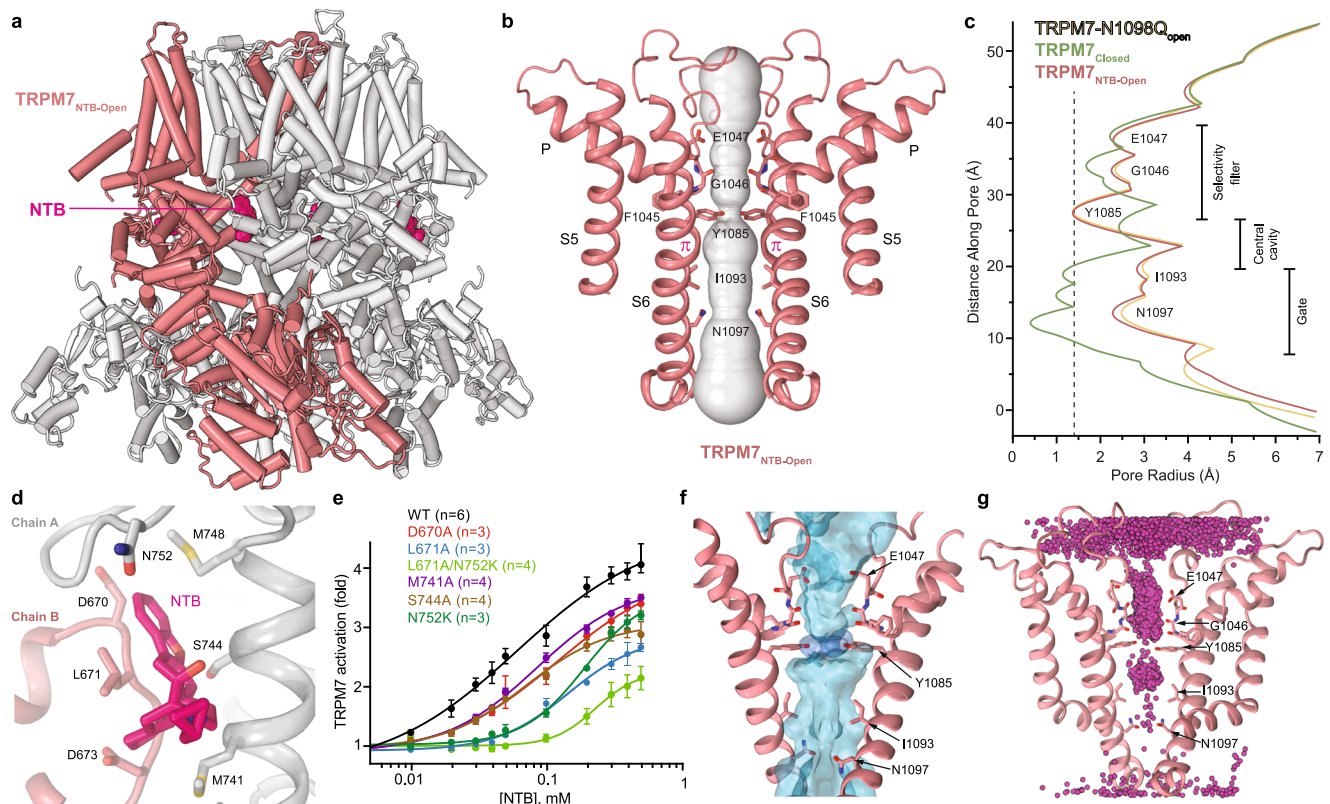 a
TRPM7NTB-Open
NTB
b
P
P
E1047
G1046
F1045
F1045
Y1085
S5
S5
π
π
I1093
S6
S6
N1097
TRPM7NTB-Open
c
TRPM7-N1098Qopen
TRPM7Closed
TRPM7NTB-Open
Distance Along Pore (Å)
50
40
30
20
10
0
E1047
G1046
Y1085
I1093
N1097
Selectivity
filter
Central
cavity
Gate
0 1 2 3 4 5 6 7
Pore Radius (Å)
d
Chain A
N752
M748
D670
NTB
Chain B
S744
L671
D673
M741
e
WT (n=6)
D670A (n=3)
L671A (n=3)
L671A/N752K (n=4)
M741A (n=4)
S744A (n=4)
N752K (n=3)
TRPM7 activation (fold)
4
3
2
1
0.01 0.1 1
[NTB], mM
f
E1047
Y1085
I1093
N1097
g
E1047
G1046
Y1085
I1093
N1097